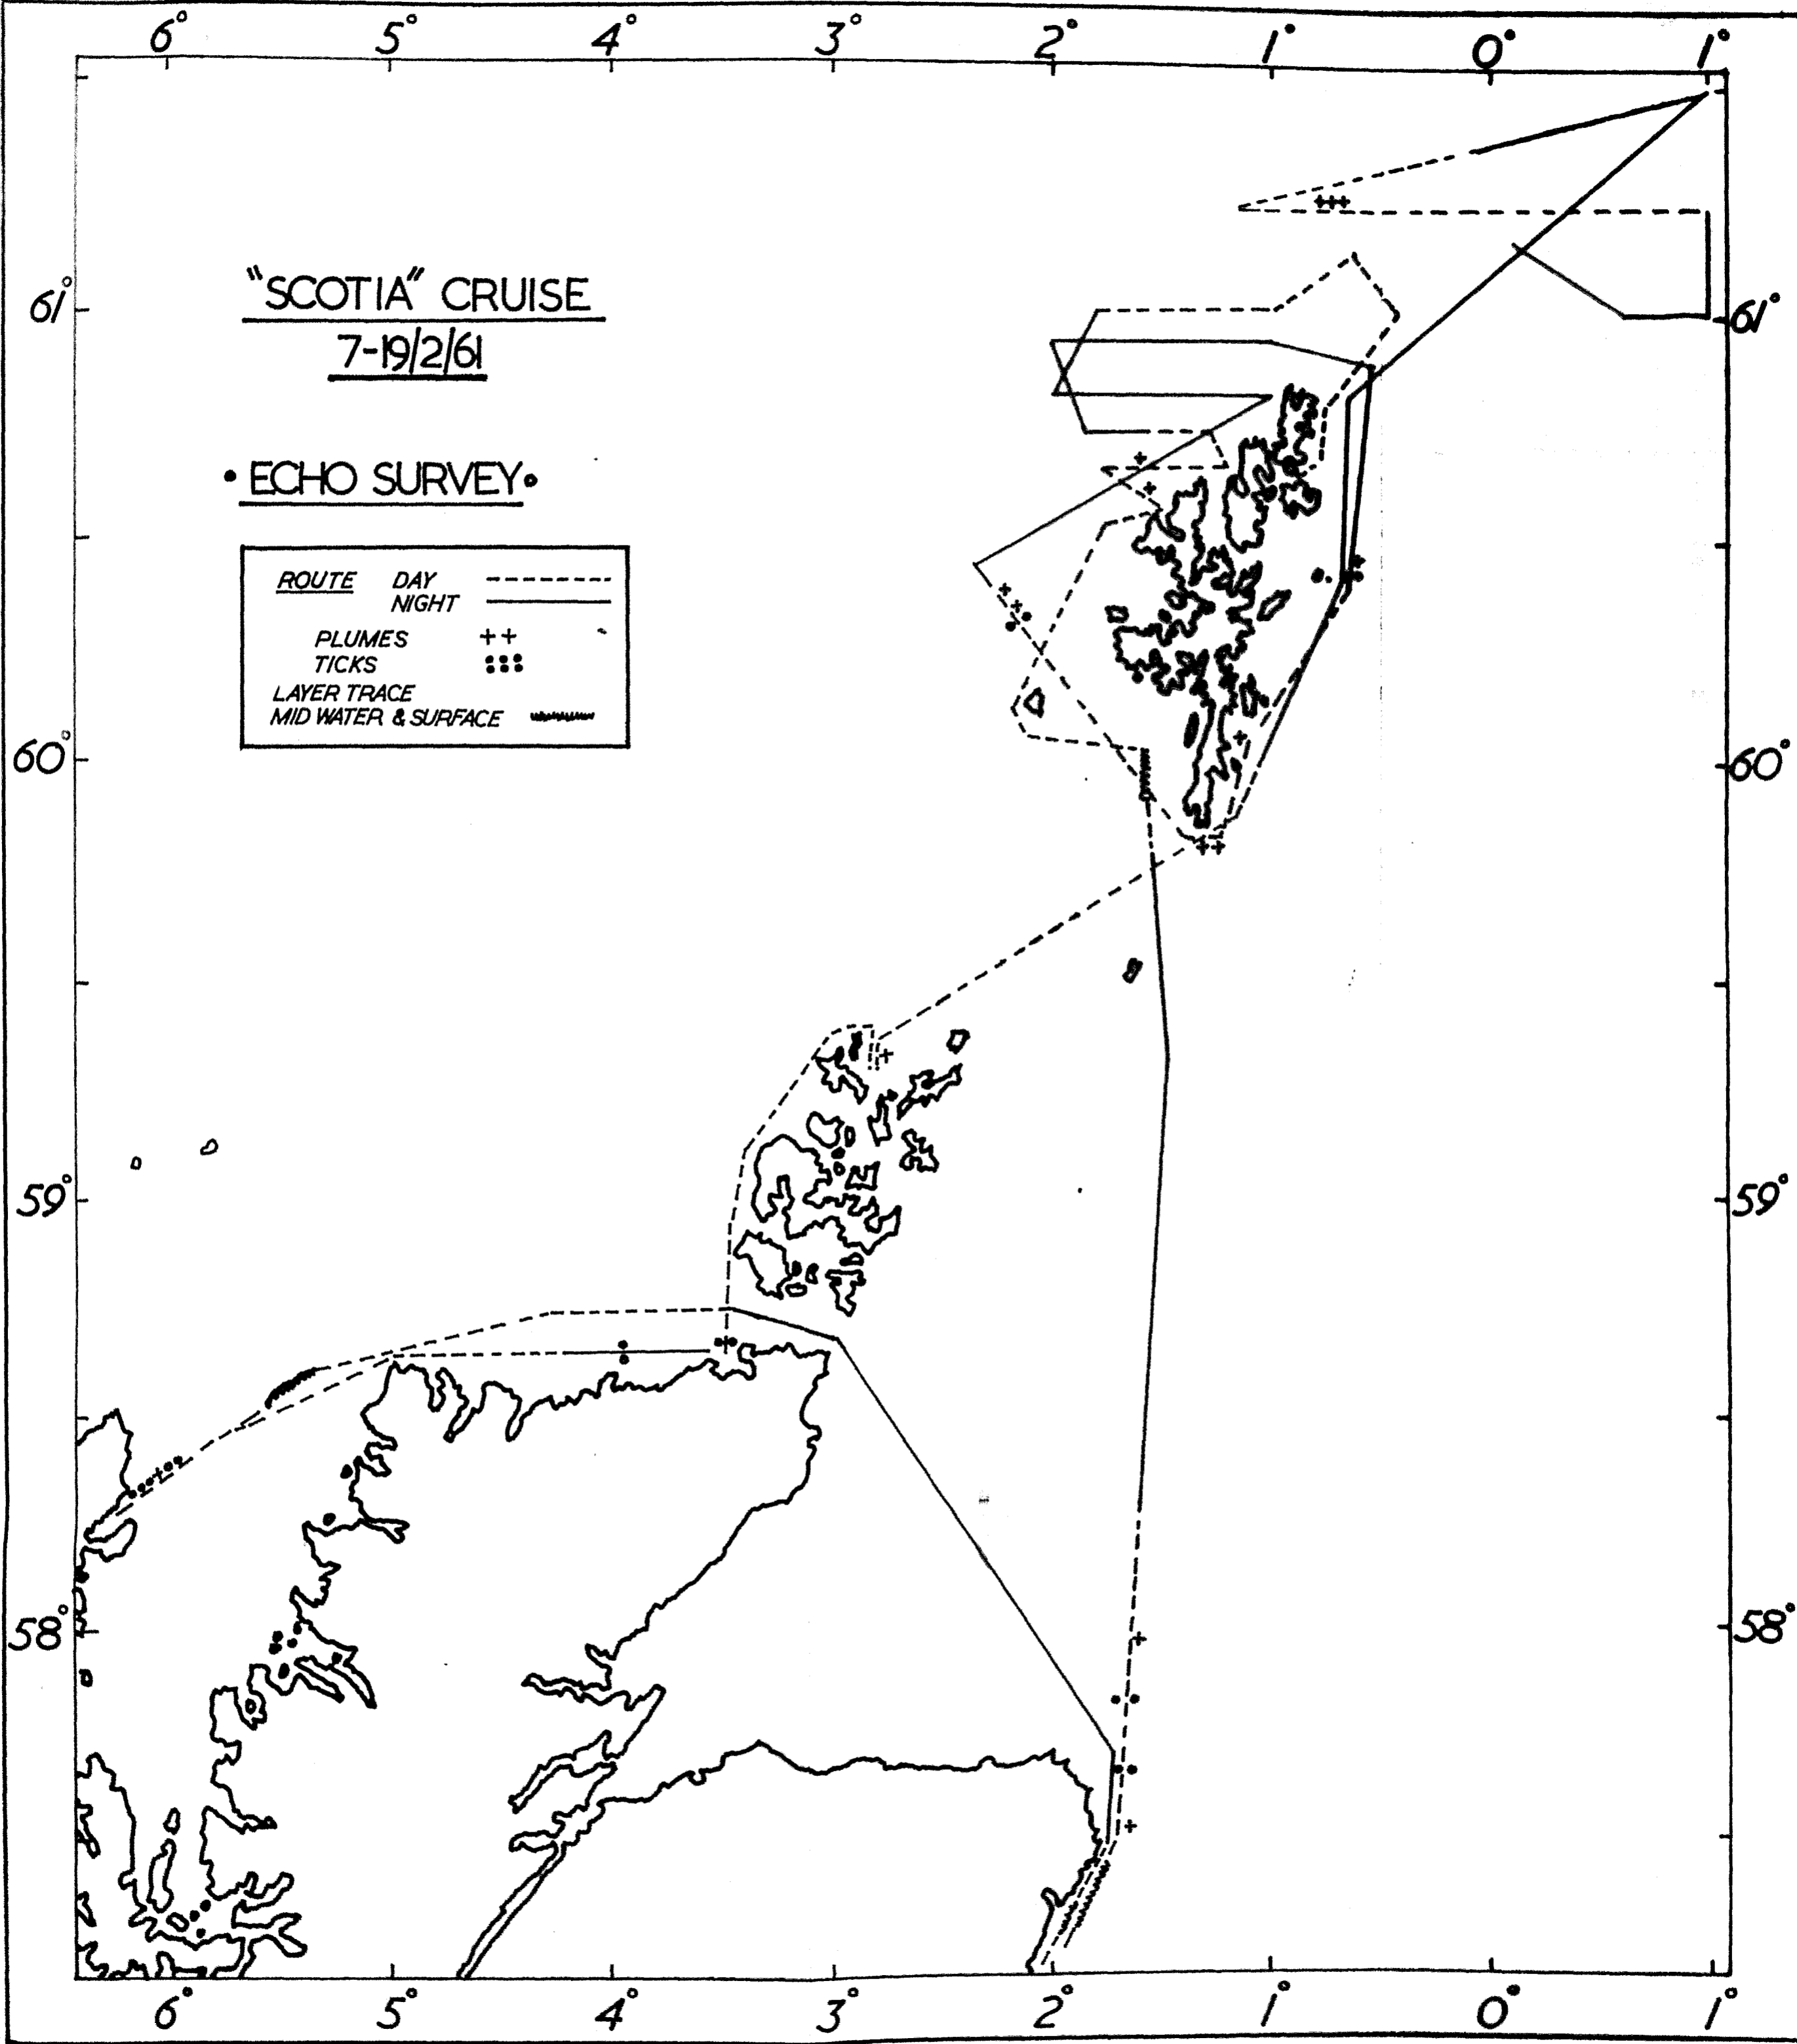 6° 5° 4° 3° 2° 1° 0° 1°
"SCOTIA" CRUISE
7-19/2/61
• ECHO SURVEY •
ROUTE DAY
NIGHT
PLUMES ++
TICKS
LAYER TRACE
MID WATER & SURFACE
61° 61°
60° 60°
59° 59°
58° 58°
6° 5° 4° 3° 2° 1° 0° 1°